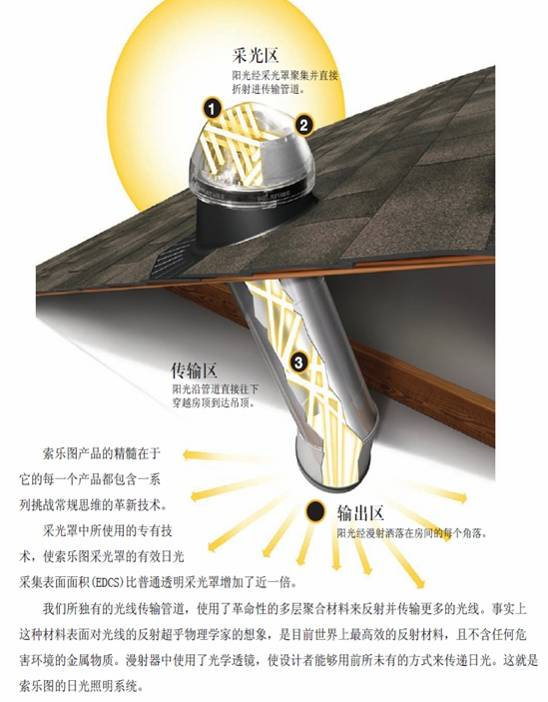 采光区
阳光经采光罩聚集并直接
折射进传输管道。
1
2
3
传输区
阳光沿管道直接往下
穿越房顶到达吊顶。
输出区
阳光经漫射洒落在房间的每个角落。
索乐图产品的精髓在于
它的每一个产品都包含一系
列挑战常规思维的革新技术。
采光罩中所使用的专有技
术，使索乐图采光罩的有效日光
采集表面面积(EDCS)比普通透明采光罩增加了近一倍。
我们所独有的光线传输管道，使用了革命性的多层聚合材料来反射并传输更多的光线。事实上
这种材料表面对光线的反射超乎物理学家的想象，是目前世界上最高效的反射材料，且不含任何危
害环境的金属物质。漫射器中使用了光学透镜，使设计者能够用前所未有的方式来传递日光。这就是
索乐图的日光照明系统。